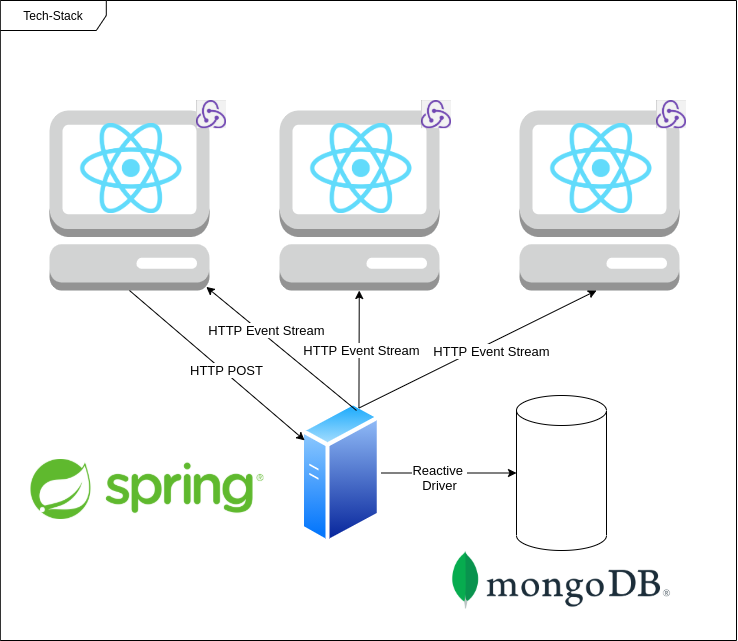 Tech-Stack
HTTP Event Stream
HTTP Event Stream
HTTP Event Stream
HTTP POST
Reactive
Driver
spring®
mongoDB®